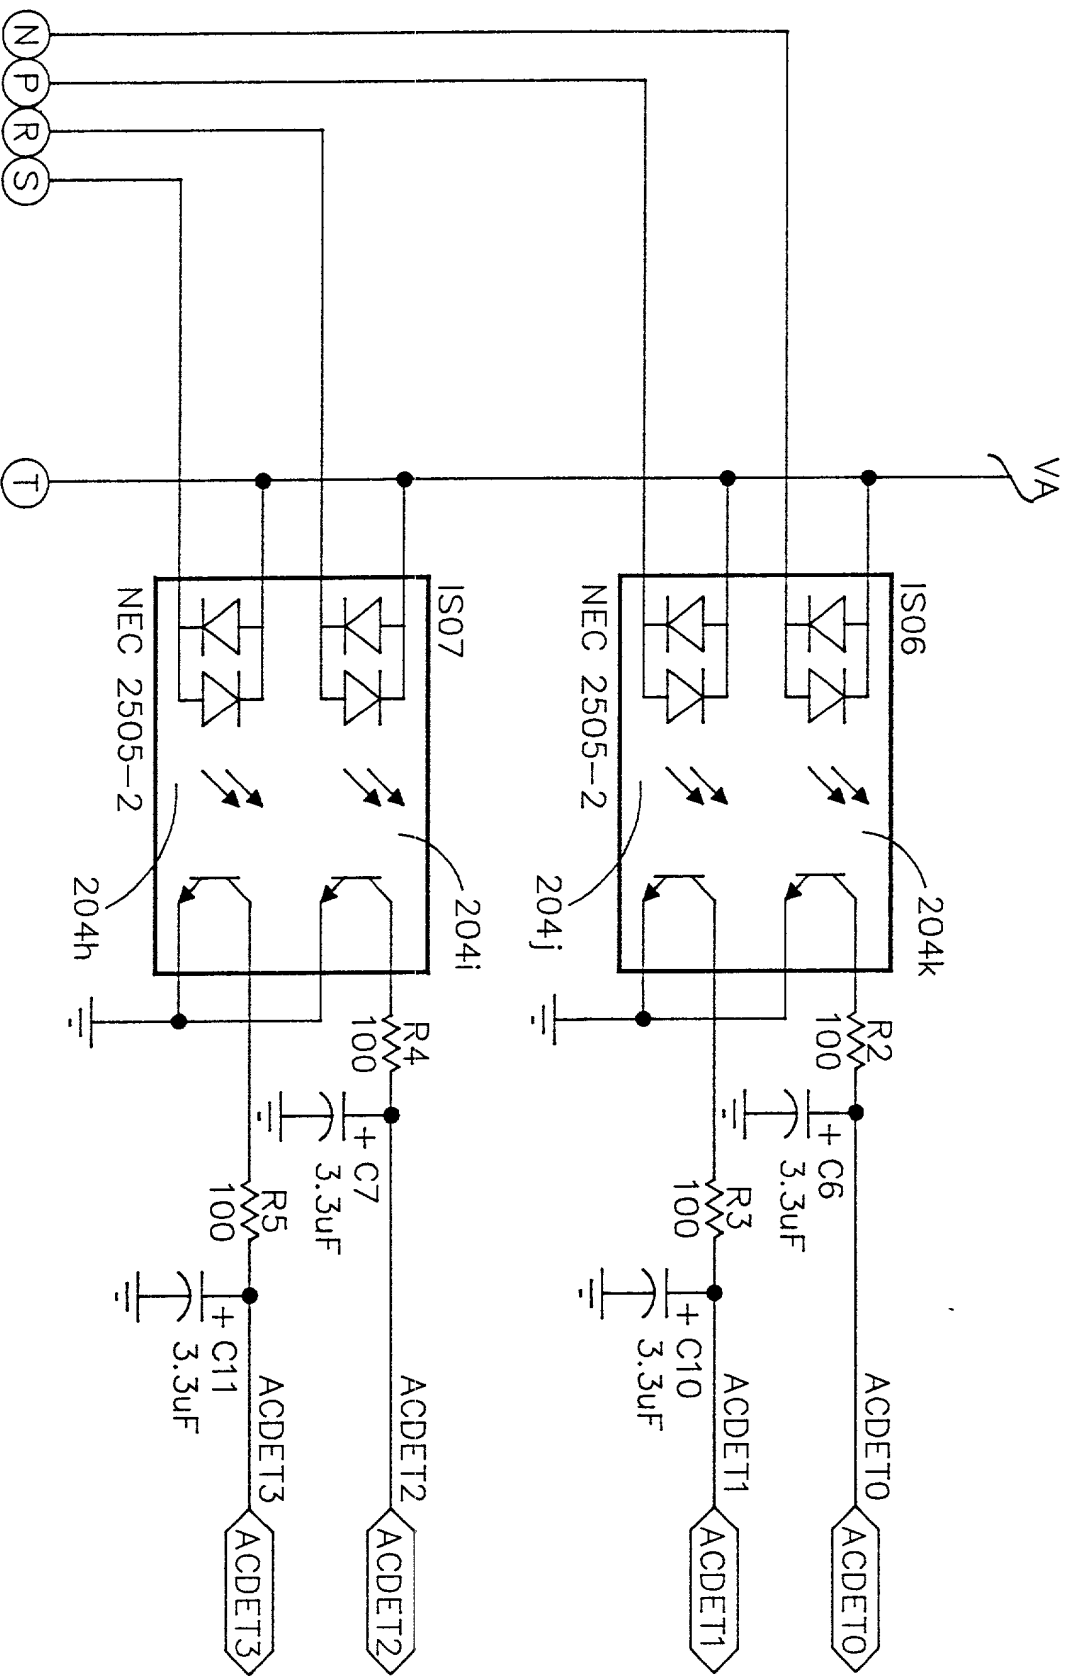 VA
N
P
R
S
T
IS06
204k
NEC 2505-2
204j
R2
100
+ C6
3.3uF
R3
100
+ C10
3.3uF
ACDET0
ACDET0
ACDET1
ACDET1
IS07
204i
NEC 2505-2
204h
R4
100
+ C7
3.3uF
R5
100
+ C11
3.3uF
ACDET2
ACDET2
ACDET3
ACDET3